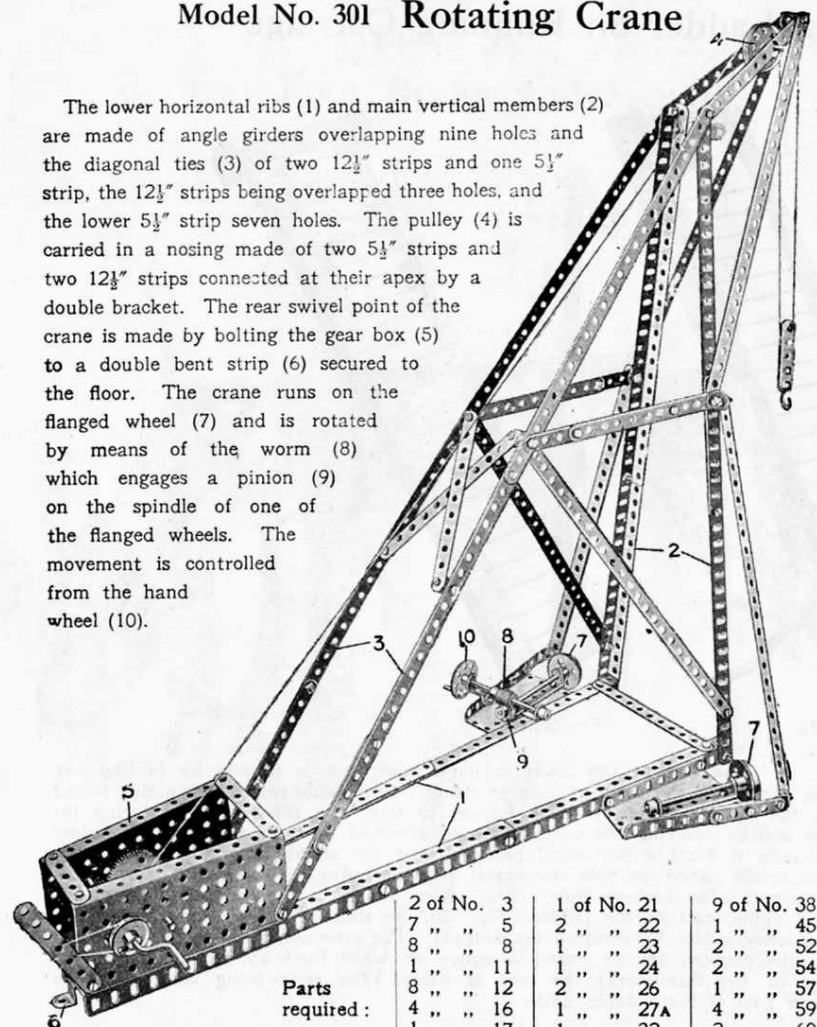 Model No. 301 Rotating Crane
The lower horizontal ribs (1) and main vertical members (2)
are made of angle girders overlapping nine holes and
the diagonal ties (3) of two 12½″ strips and one 5½″
strip, the 12½″ strips being overlapped three holes, and
the lower 5½″ strip seven holes. The pulley (4) is
carried in a nosing made of two 5½″ strips and
two 12½″ strips connected at their apex by a
double bracket. The rear swivel point of the
crane is made by bolting the gear box (5)
to a double bent strip (6) secured to
the floor. The crane runs on the
flanged wheel (7) and is rotated
by means of the worm (8)
which engages a pinion (9)
on the spindle of one of
the flanged wheels. The
movement is controlled
from the hand
wheel (10).
4
2
3
10 8 7
9
7
5
1
6
Parts
required :
2 of No. 3 1 of No. 21 9 of No. 38
7 ,, ,, 5 2 ,, ,, 22 1 ,, ,, 45
8 ,, ,, 8 1 ,, ,, 23 2 ,, ,, 52
1 ,, ,, 11 1 ,, ,, 24 2 ,, ,, 54
8 ,, ,, 12 2 ,, ,, 26 1 ,, ,, 57
4 ,, ,, 16 1 ,, ,, 27A 4 ,, ,, 59